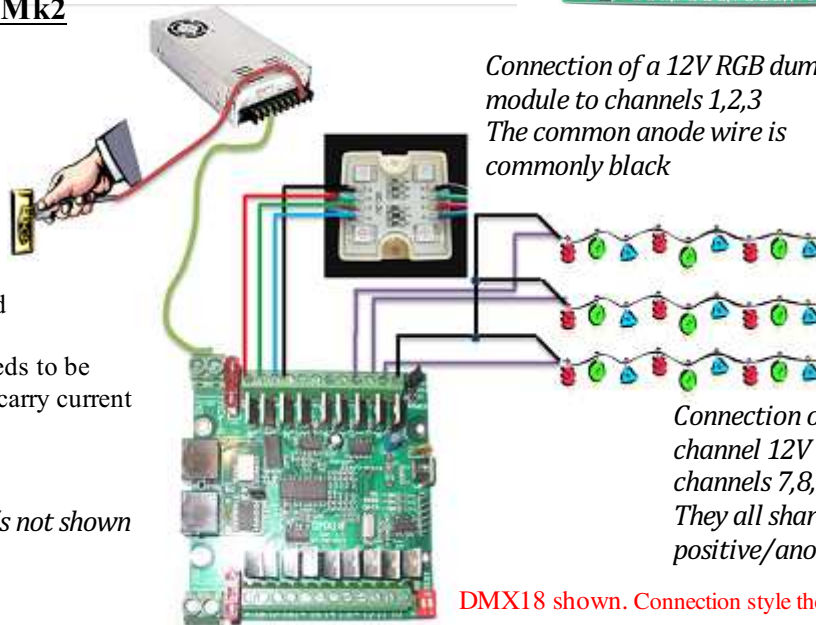 Mk2
Connection of a 12V RGB dum
module to channels 1,2,3
The common anode wire is
commonly black
d
eds to be
carry current
Connection o
channel 12V
channels 7,8,
They all shar
positive/ano
's not shown
DMX18 shown. Connection style the